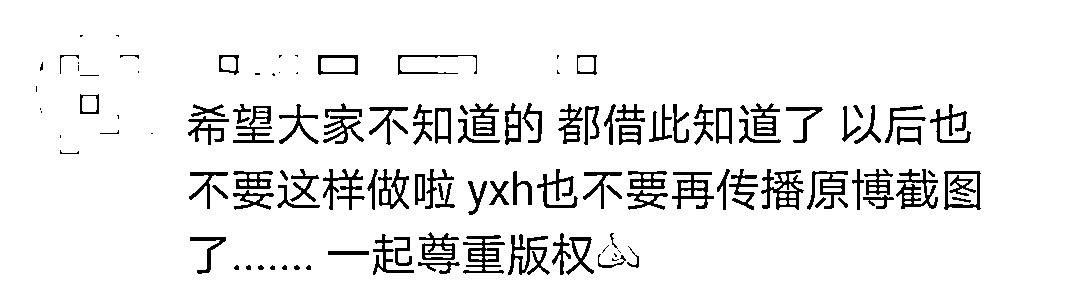 希望大家不知道的 都借此知道了 以后也
不要这样做啦 yxh也不要再传播原博截图
了....... 一起尊重版权